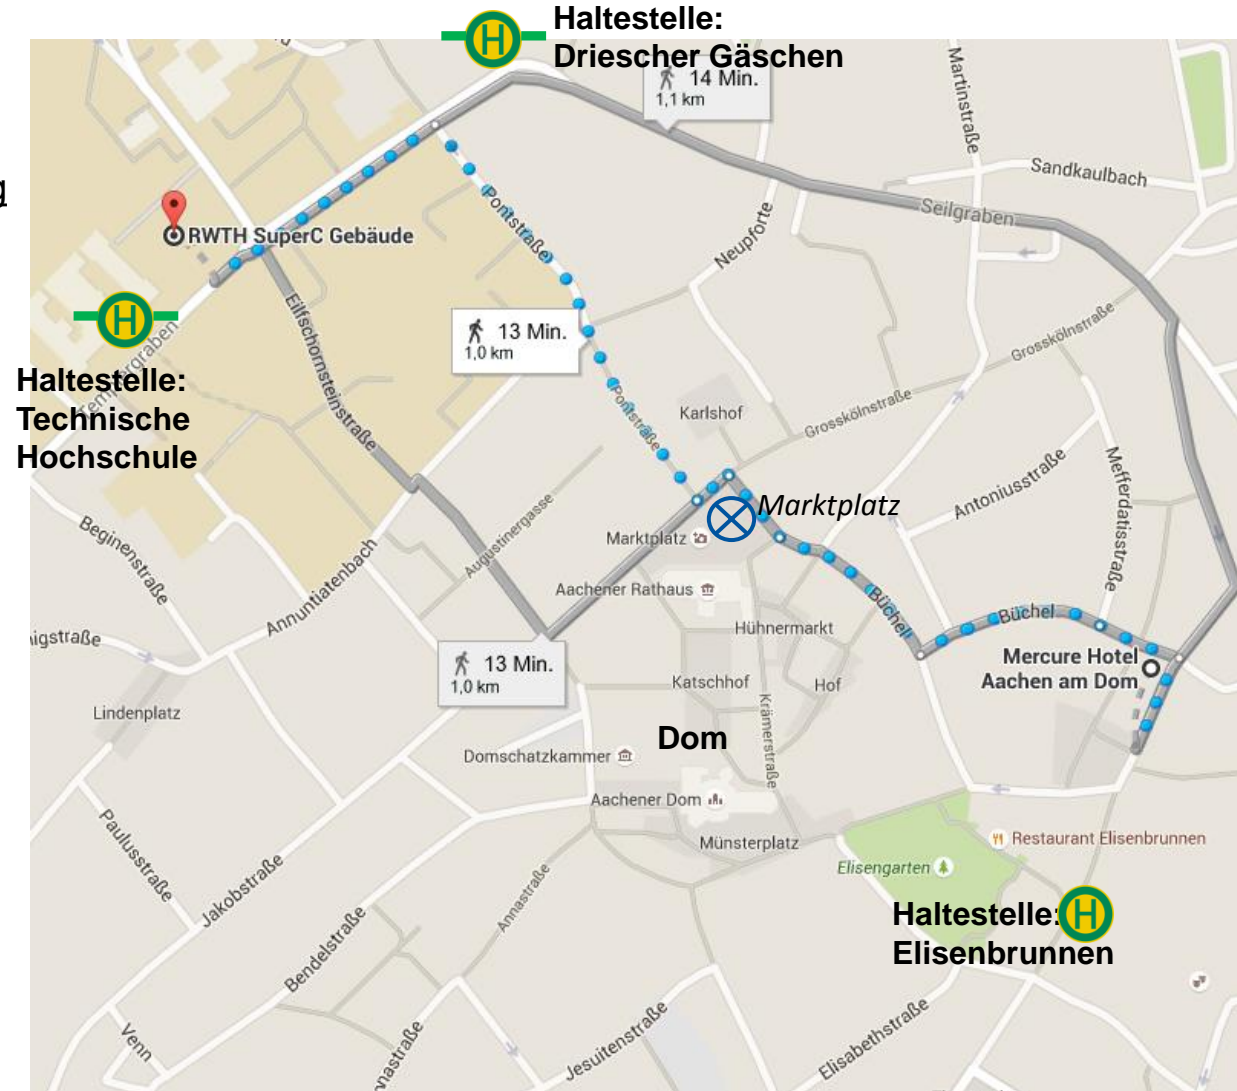 Haltestelle:
Driescher Gäschen
14 Min.
1,1 km
Martinstraße
Sandkaulbach
Seilgraben
Pontstraße
Neupforte
RWTH SuperC Gebäude
H
H
Eilfschornsteinstraße
13 Min.
1,0 km
Grosskölnstraße
Templergraben
Haltestelle:
Technische
Hochschule
Pontstraße
Karlshof
Grosskölnstraße
Mefferdatisstraße
Antoniusstraße
Marktplatz
Augustinergasse
Marktplatz
Beginenstraße
Annuntiatenbach
Aachener Rathaus
Büchel
Büchel
Hühnermarkt
igstraße
13 Min.
1,0 km
Mercure Hotel
Aachen am Dom
Katschhof
Hof
Krämerstraße
Lindenplatz
Dom
Domschatzkammer
Aachener Dom
Münsterplatz
Restaurant Elisenbrunnen
Elisengarten
Paulusstraße
Jakobstraße
Annastraße
Haltestelle:
Elisenbrunnen
H
Bendelstraße
Venn
nastraße
Jesuitenstraße
Elisabethstraße